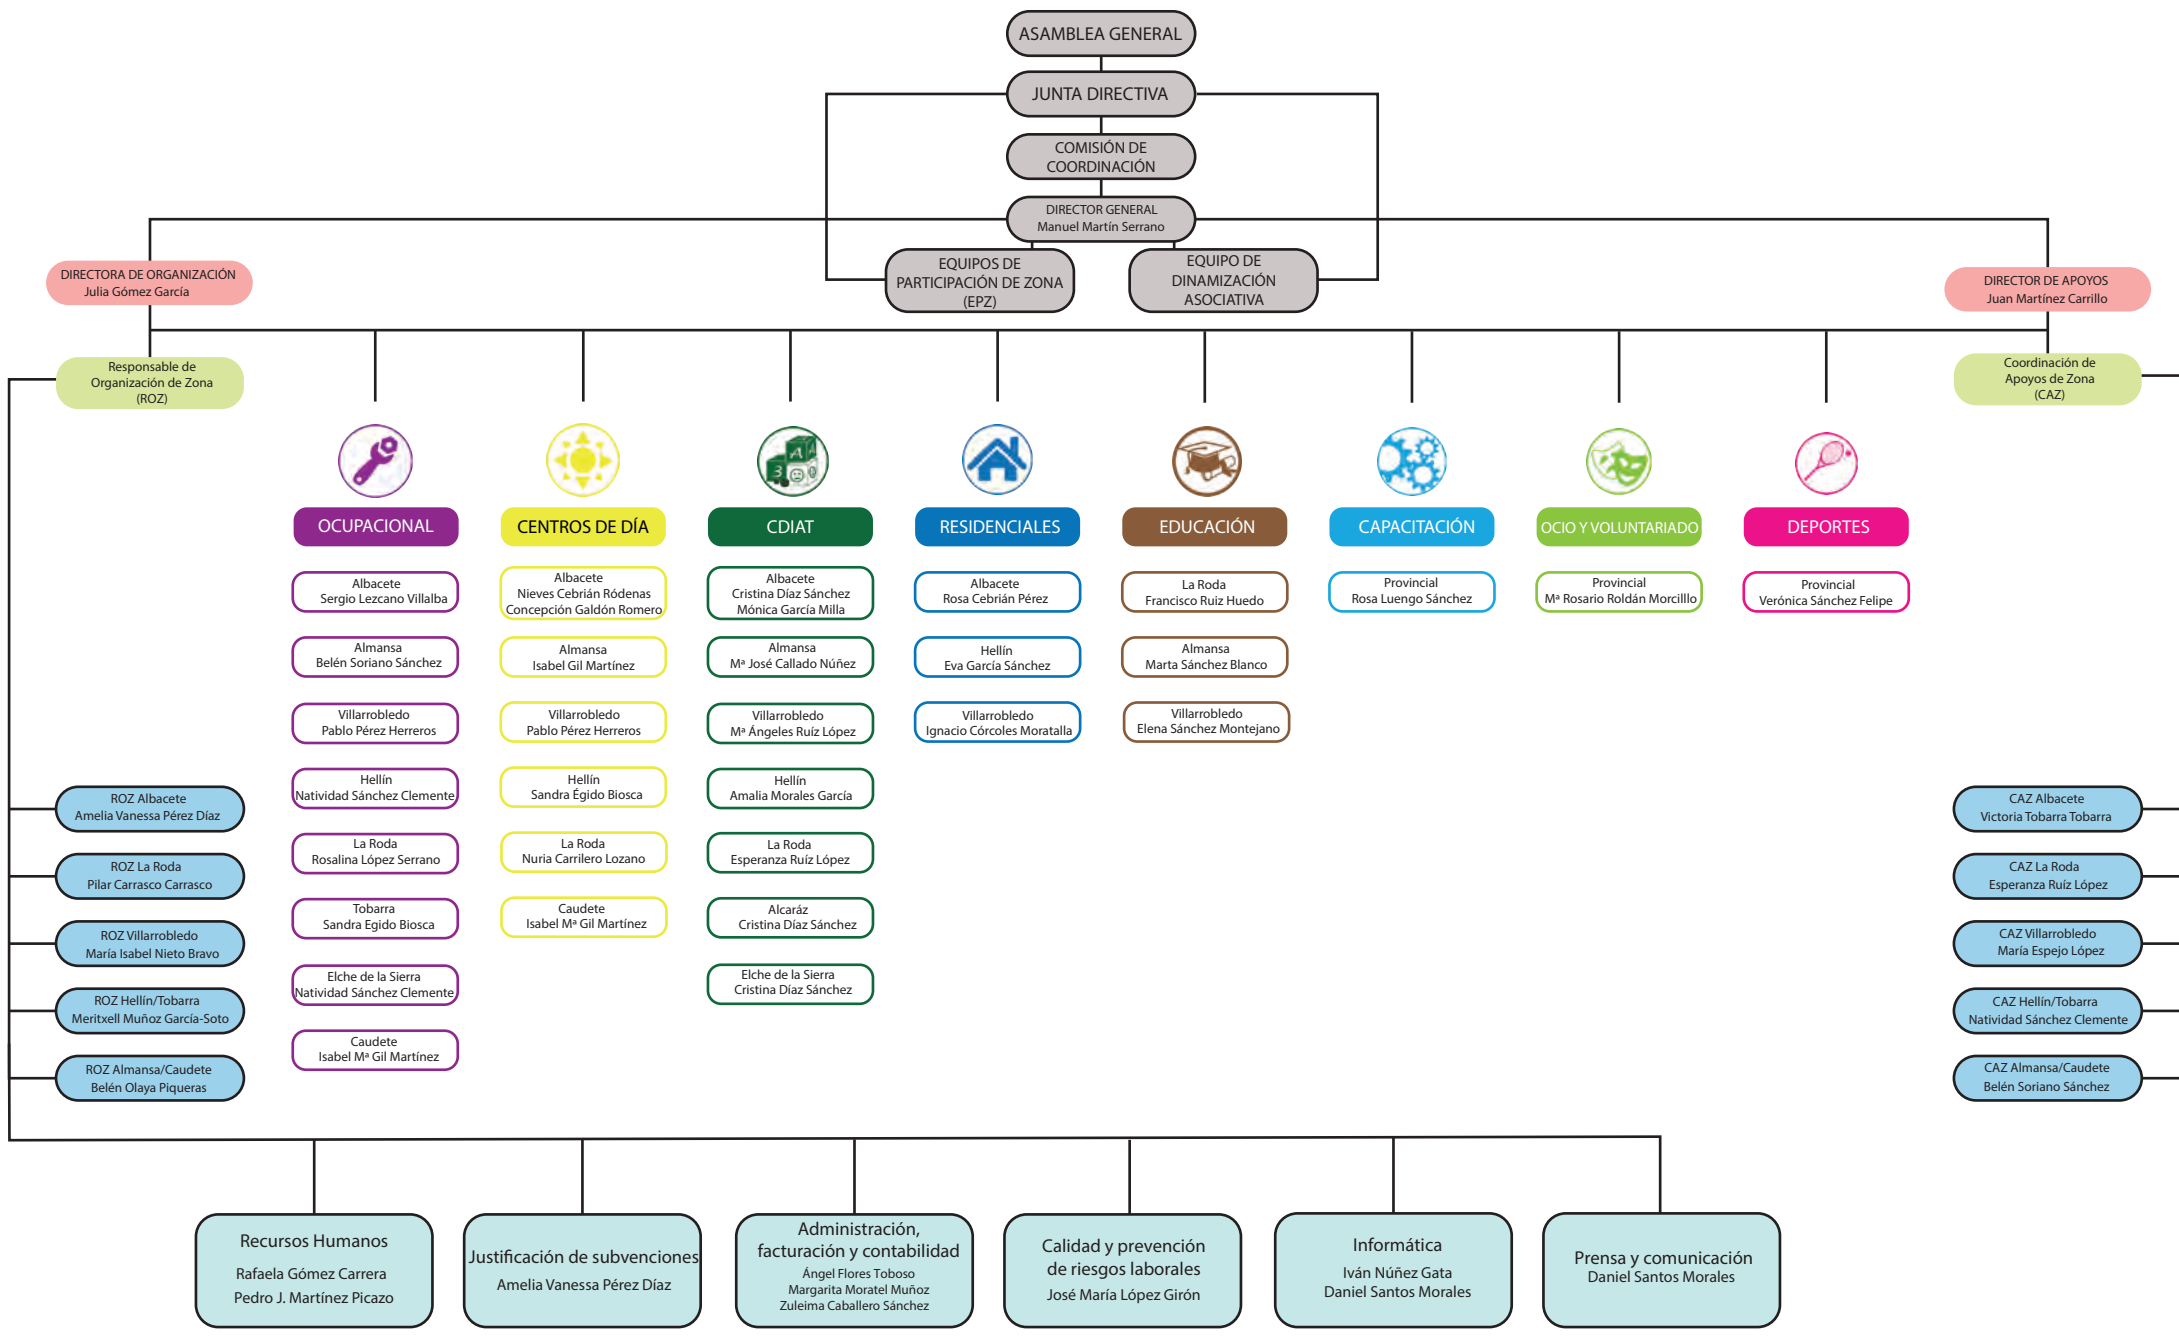 ASAMBLEA GENERAL
JUNTA DIRECTIVA
COMISIÓN DE
COORDINACIÓN
DIRECTOR GENERAL
Manuel Martín Serrano
EQUIPOS DE
PARTICIPACIÓN DE ZONA
(EPZ)
EQUIPO DE
DINAMIZACIÓN
ASOCIATIVA
DIRECTORA DE ORGANIZACIÓN
Julia Gómez García
DIRECTOR DE APOYOS
Juan Martínez Carrillo
Responsable de
Organización de Zona
(ROZ)
Coordinación de
Apoyos de Zona
(CAZ)
OCUPACIONAL
Albacete
Sergio Lezcano Villalba
Almansa
Belén Soriano Sánchez
Villarrobledo
Pablo Pérez Herreros
Hellín
Natividad Sánchez Clemente
La Roda
Rosalina López Serrano
Tobarra
Sandra Egido Biosca
Elche de la Sierra
Natividad Sánchez Clemente
Caudete
Isabel Mª Gil Martínez
CENTROS DE DÍA
Albacete
Nieves Cebrián Ródenas
Concepción Galdón Romero
Almansa
Isabel Gil Martínez
Villarrobledo
Pablo Pérez Herreros
Hellín
Sandra Égido Biosca
La Roda
Nuria Carrilero Lozano
Caudete
Isabel Mª Gil Martínez
A
3
CDIAT
Albacete
Cristina Díaz Sánchez
Mónica García Milla
Almansa
Mª José Callado Núñez
Villarrobledo
Mª Ángeles Ruíz López
Hellín
Amalia Morales García
La Roda
Esperanza Ruíz López
Alcaráz
Cristina Díaz Sánchez
Elche de la Sierra
Cristina Díaz Sánchez
RESIDENCIALES
Albacete
Rosa Cebrián Pérez
Hellín
Eva García Sánchez
Villarrobledo
Ignacio Córcoles Moratalla
EDUCACIÓN
La Roda
Francisco Ruiz Huedo
Almansa
Marta Sánchez Blanco
Villarrobledo
Elena Sánchez Montejano
CAPACITACIÓN
Provincial
Rosa Luengo Sánchez
OCIO Y VOLUNTARIADO
Provincial
Mª Rosario Roldán Morcilllo
DEPORTES
Provincial
Verónica Sánchez Felipe
ROZ Albacete
Amelia Vanessa Pérez Díaz
ROZ La Roda
Pilar Carrasco Carrasco
ROZ Villarrobledo
María Isabel Nieto Bravo
ROZ Hellín/Tobarra
Meritxell Muñoz García-Soto
ROZ Almansa/Caudete
Belén Olaya Piqueras
CAZ Albacete
Victoria Tobarra Tobarra
CAZ La Roda
Esperanza Ruíz López
CAZ Villarrobledo
María Espejo López
CAZ Hellín/Tobarra
Natividad Sánchez Clemente
CAZ Almansa/Caudete
Belén Soriano Sánchez
Recursos Humanos
Rafaela Gómez Carrera
Pedro J. Martínez Picazo
Justificación de subvenciones
Amelia Vanessa Pérez Díaz
Administración,
facturación y contabilidad
Ángel Flores Toboso
Margarita Moratel Muñoz
Zuleima Caballero Sánchez
Calidad y prevención
de riesgos laborales
José María López Girón
Informática
Iván Núñez Gata
Daniel Santos Morales
Prensa y comunicación
Daniel Santos Morales